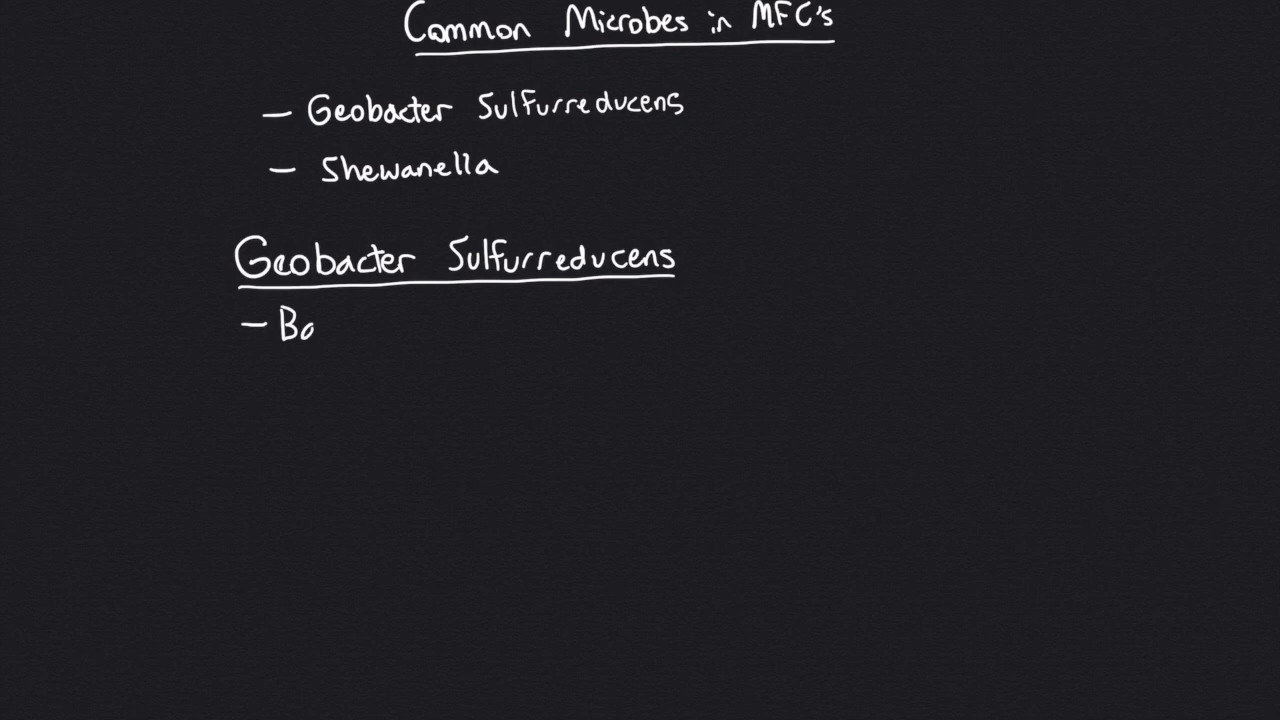 Common Microbes in MFC's
— Geobacter Sulfurreducens
— Shewanella
Geobacter Sulfurreducens
— Bo